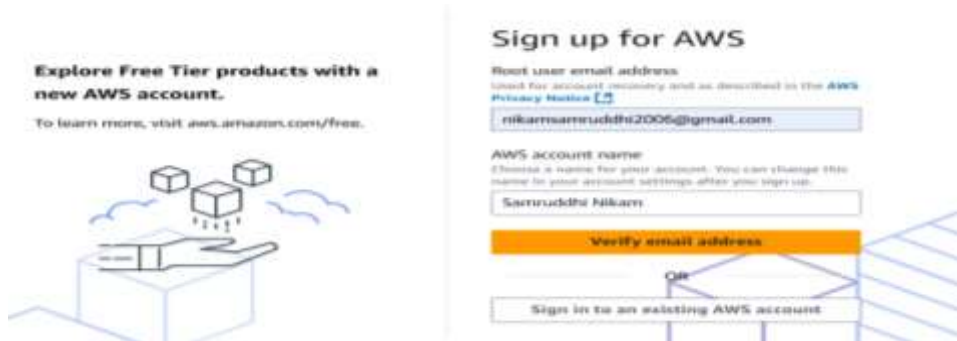 Explore Free Tier products with a
new AWS account.
To learn more, visit aws.amazon.com/free.
Sign up for AWS
Root user email address
Used for account recovery and as described in the AWS
Privacy Notice
nikamsamruddhi2006@gmail.com
AWS account name
Choose a name for your account. You can change this
name in your account settings after you sign up.
Samruddhi Nikam
Verify email address
OR
Sign in to an existing AWS account